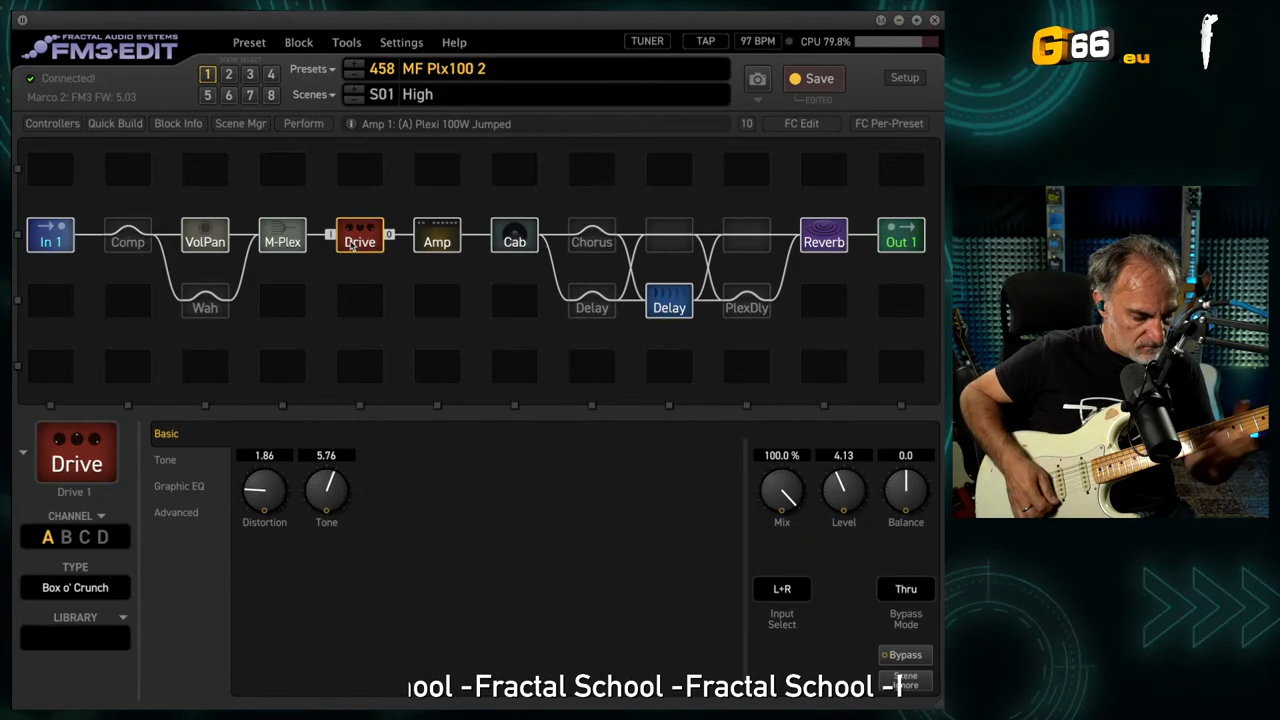 FRACTAL AUDIO SYSTEMS
FM3-EDIT
Preset Block Tools Settings Help
TUNER TAP 97 BPM CPU 79.8%
G66.eu
Connected!
Marco 2: FM3 FW: 5.03
SCENE SELECT
1 2 3 4
5 6 7 8
Presets 458 MF Plx100 2
Scenes S01 High
Save
EDITED
Setup
Controllers Quick Build Block Info Scene Mgr Perform Amp 1: (A) Plexi 100W Jumped 10 FC Edit FC Per-Preset
In 1 Comp VolPan M-Plex I Drive O Amp Cab Chorus Reverb Out 1
Wah Delay Delay PlexDly
Drive
Drive 1
CHANNEL
A B C D
TYPE
Box o' Crunch
LIBRARY
Basic
Tone
Graphic EQ
Advanced
1.86 5.76
Distortion Tone
100.0 % 4.13 0.0
Mix Level Balance
L+R Thru
Input Select
Bypass Mode
Bypass
Scene Ignore
ool -Fractal School -Fractal School -